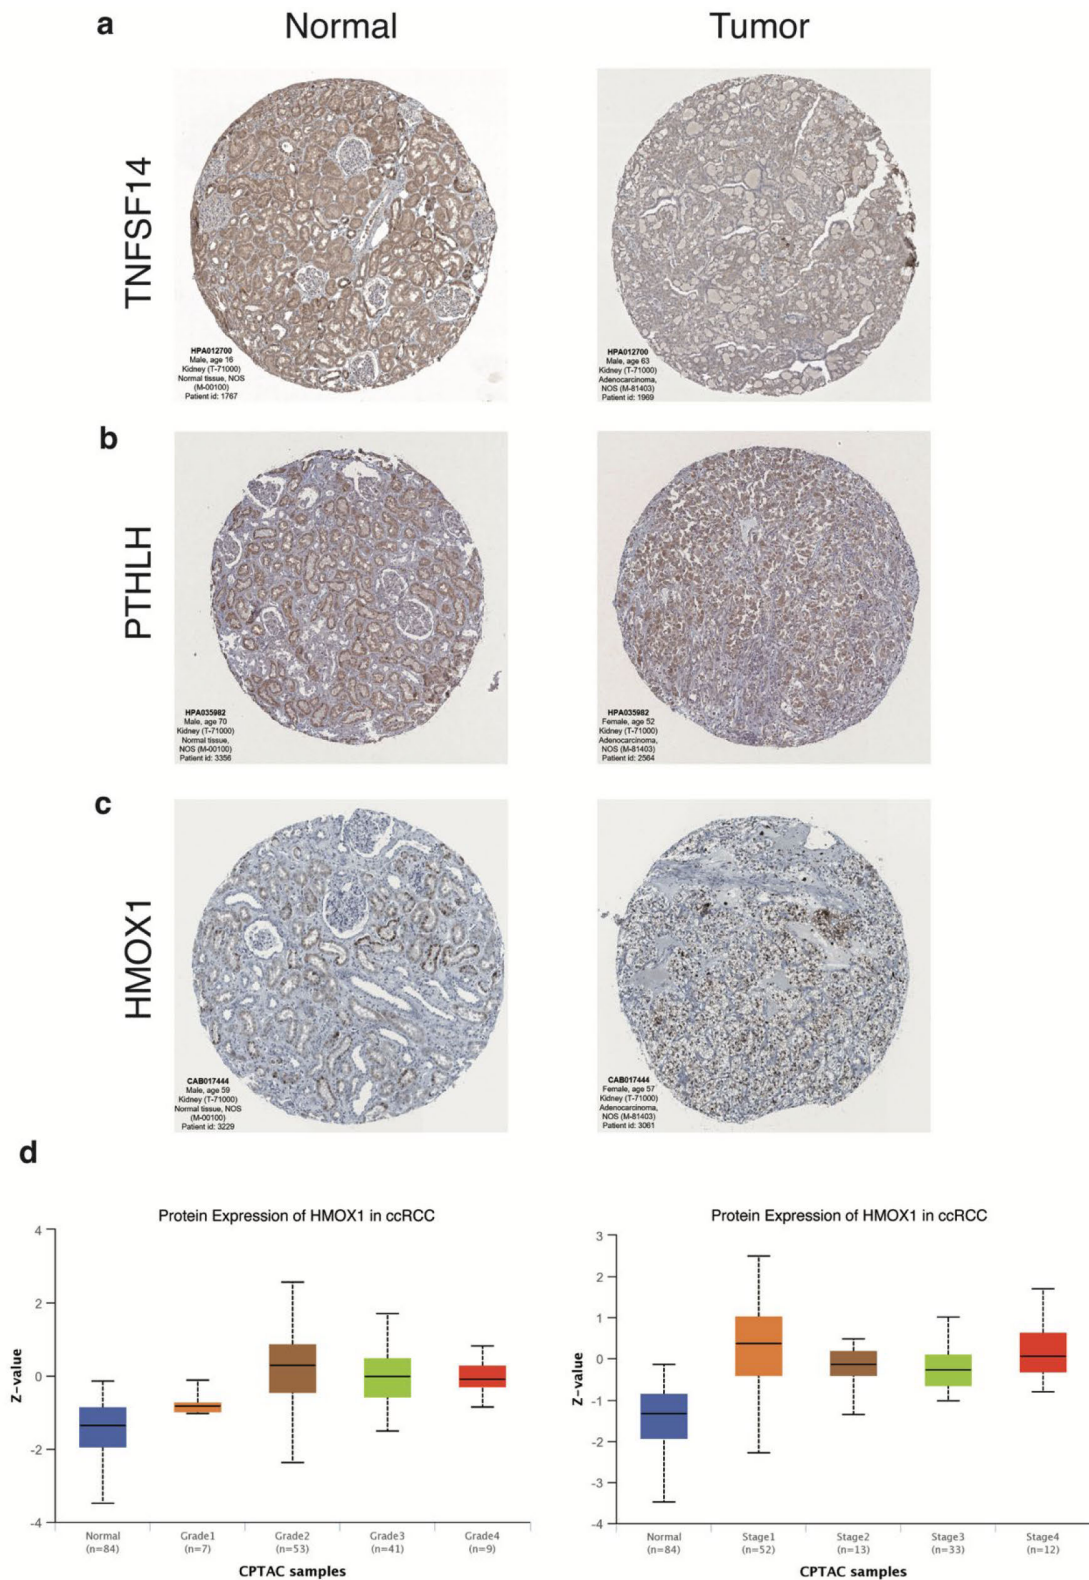 a
Normal
Tumor
TNFSF14
HPA012700
Male, age 16
Kidney (T-71000)
Normal tissue, NOS
(M-00100)
Patient id: 1767
HPA012700
Male, age 63
Kidney (T-71000)
Adenocarcinoma,
NOS (M-81403)
Patient id: 1969
b
PTHLH
HPA035982
Male, age 70
Kidney (T-71000)
Normal tissue,
NOS (M-00100)
Patient id: 3356
HPA035982
Female, age 52
Kidney (T-71000)
Adenocarcinoma,
NOS (M-81403)
Patient id: 2564
c
HMOX1
CAB017444
Male, age 59
Kidney (T-71000)
Normal tissue, NOS
(M-00100)
Patient id: 3229
CAB017444
Female, age 57
Kidney (T-71000)
Adenocarcinoma,
NOS (M-81403)
Patient id: 3061
d
Protein Expression of HMOX1 in ccRCC
Z-value
4
2
0
-2
-4
Normal
(n=84)
Grade1
(n=7)
Grade2
(n=53)
Grade3
(n=41)
Grade4
(n=9)
CPTAC samples
Protein Expression of HMOX1 in ccRCC
Z-value
3
2
1
0
-1
-2
-3
-4
Normal
(n=84)
Stage1
(n=52)
Stage2
(n=13)
Stage3
(n=33)
Stage4
(n=12)
CPTAC samples